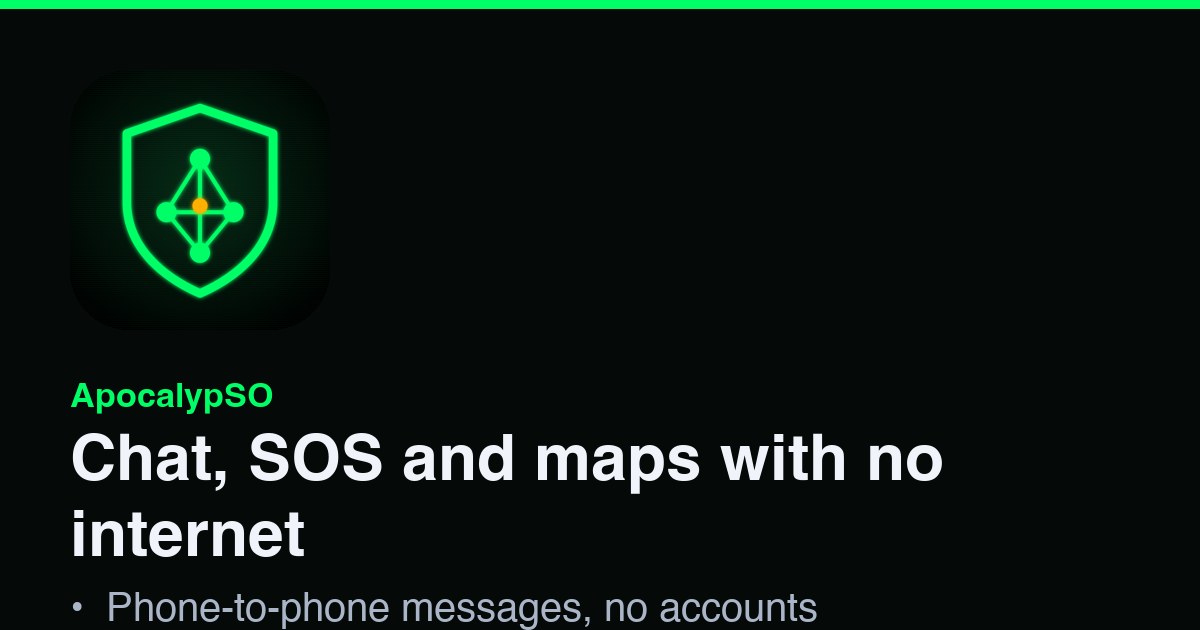 ApocalypSO
Chat, SOS and maps with no
internet
• Phone-to-phone messages, no accounts